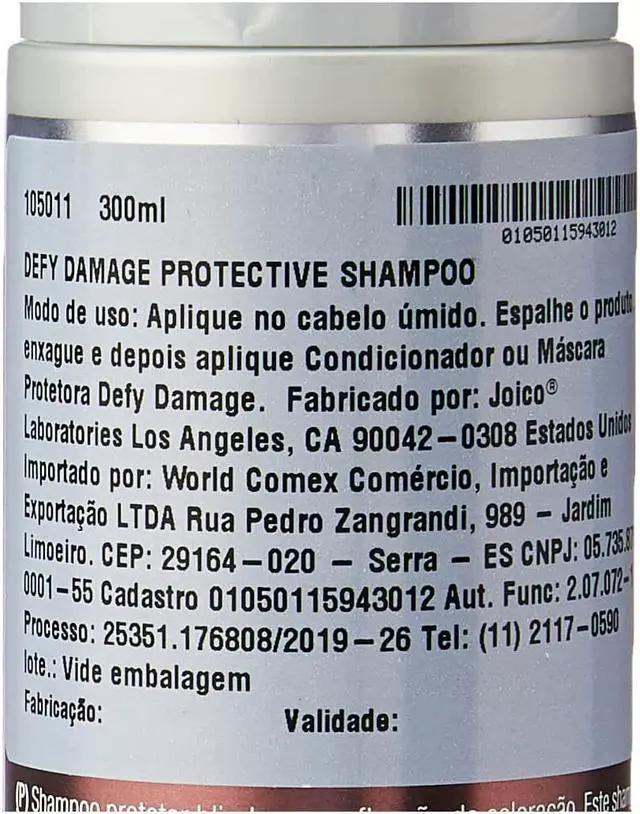 105011 300ml
01050115943012
DEFY DAMAGE PROTECTIVE SHAMPOO
Modo de uso: Aplique no cabelo úmido. Espalhe o
enxague e depois aplique Condicionador ou Máscara
Protetora Defy Damage. Fabricado por: Joico®
Laboratories Los Angeles, CA 90042-0308 Estados Unidos
Importado por: World Comex Comércio, Importação e
Exportação LTDA Rua Pedro Zangrandi, 989 - Jardim
Limoeiro. CEP: 29164-020 - Serra - ES CNPJ:
0001-55 Cadastro 01050115943012 Aut. Func: 2.07.072-
Processo: 25351.176808/2019-26 Tel: (11) 2117-0590
lote.: Vide embalagem
Fabricação:
Validade:
(P) Shampoo coloração. Este